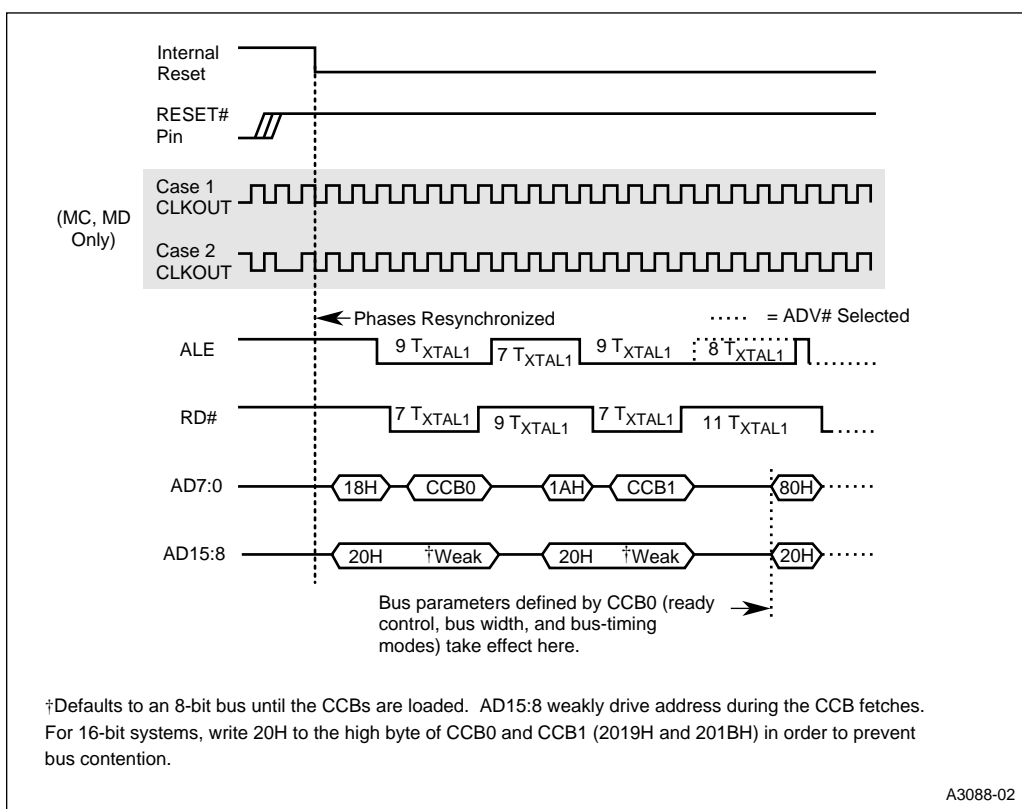 Internal
Reset
RESET#
Pin
(MC, MD
Only)
Case 1
CLKOUT
Case 2
CLKOUT
Phases Resynchronized
..... = ADV# Selected
ALE
9 TXTAL1
7 TXTAL1
9 TXTAL1
8 TXTAL1
RD#
7 TXTAL1
9 TXTAL1
7 TXTAL1
11 TXTAL1
AD7:0
18H
CCB0
1AH
CCB1
80H
AD15:8
20H
†Weak
20H
†Weak
20H
Bus parameters defined by CCB0 (ready
control, bus width, and bus-timing
modes) take effect here.
†Defaults to an 8-bit bus until the CCBs are loaded. AD15:8 weakly drive address during the CCB fetches.
For 16-bit systems, write 20H to the high byte of CCB0 and CCB1 (2019H and 201BH) in order to prevent
bus contention.
A3088-02